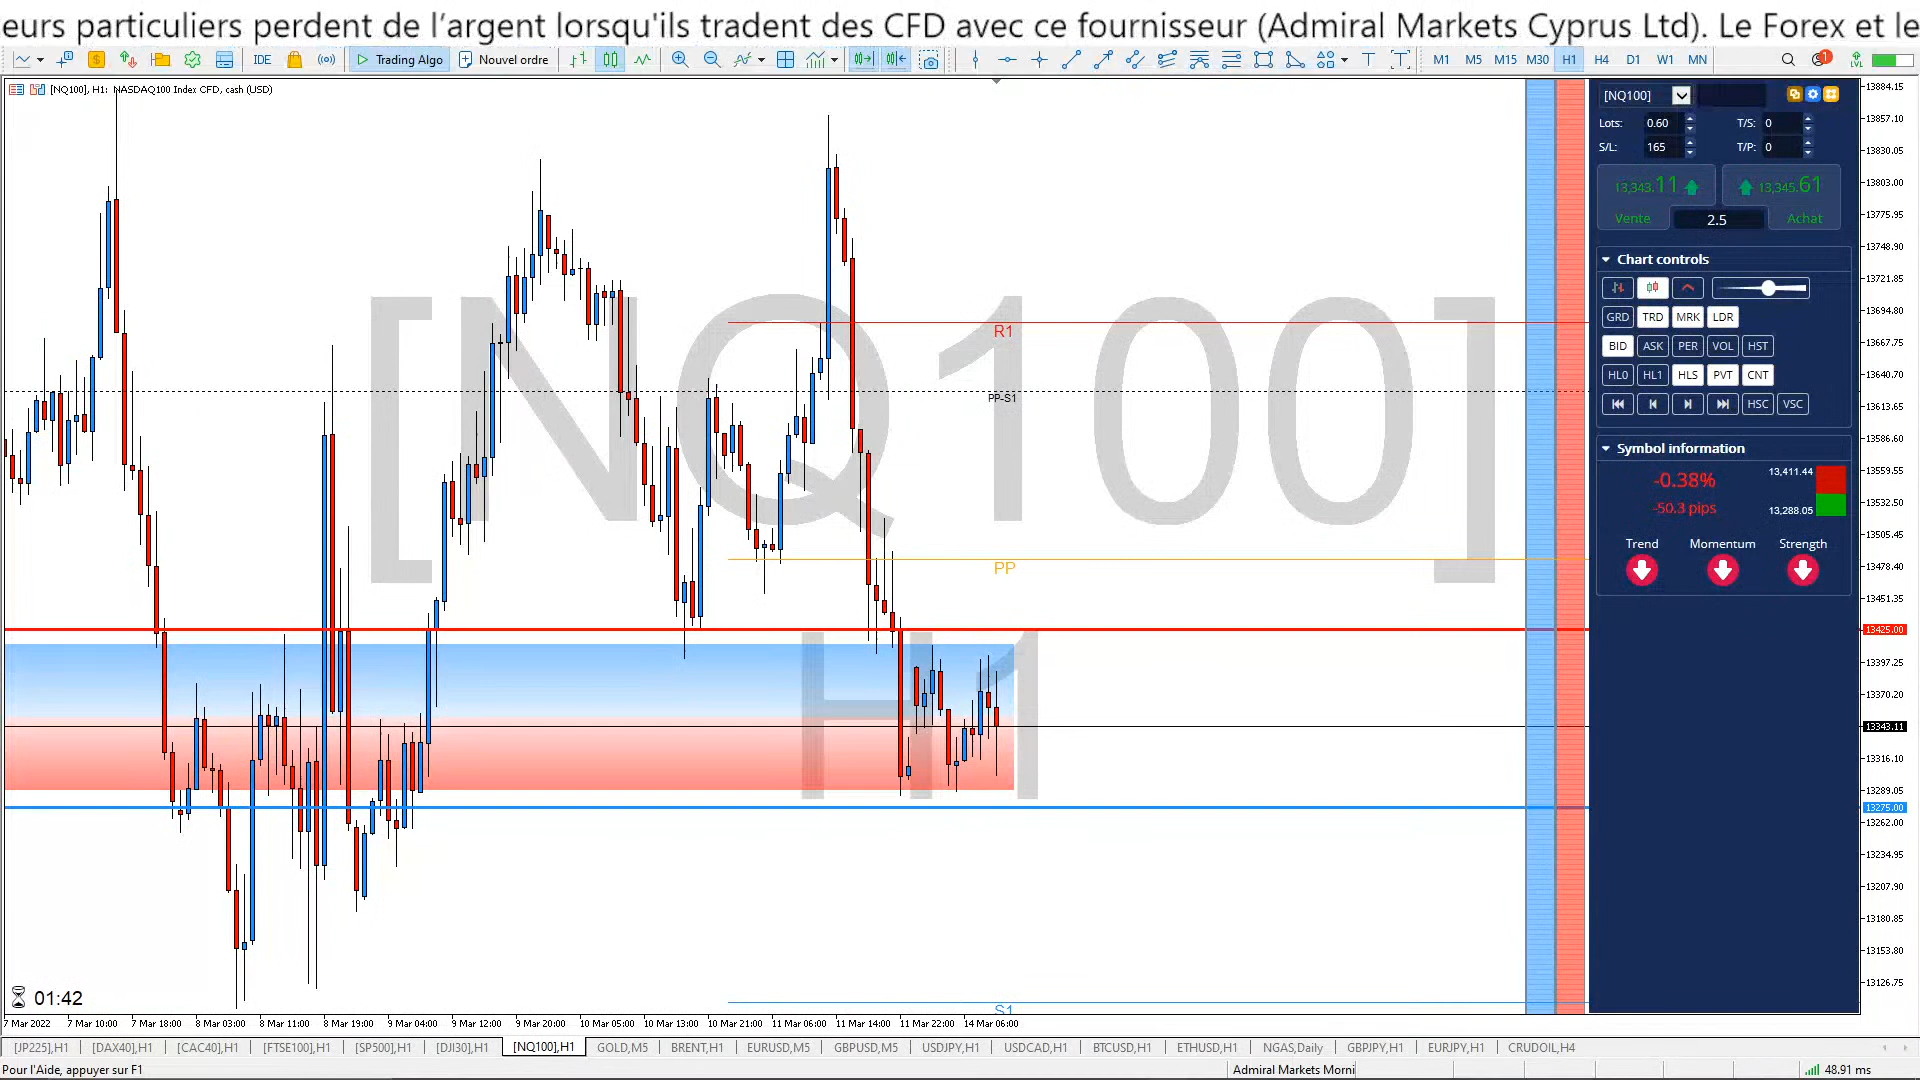 eurs particuliers perdent de l’argent lorsqu'ils tradent des CFD avec ce fournisseur (Admiral Markets Cyprus Ltd). Le Forex et le
IDE Trading Algo Nouvel ordre M1 M5 M15 M30 H1 H4 D1 W1 MN 1 LVL
[NQ100], H1: NASDAQ100 Index CFD, cash (USD)
[NQ100]
H1
R1
PP-S1
PP
S1
01:42
13884.15
13857.10
13830.05
13803.00
13775.95
13748.90
13721.85
13694.80
13667.75
13640.70
13613.65
13586.60
13559.55
13532.50
13505.45
13478.40
13451.35
13425.00
13397.25
13370.20
13343.11
13316.10
13289.05
13275.00
13262.00
13234.95
13207.90
13180.85
13153.80
13126.75
[NQ100]
Lots: 0.60 T/S: 0
S/L: 165 T/P: 0
13,343.11 13,345.61
Vente 2.5 Achat
Chart controls
GRD TRD MRK LDR
BID ASK PER VOL HST
HL0 HL1 HLS PVT CNT
HSC VSC
Symbol information
-0.38% 13,411.44
-50.3 pips 13,288.05
Trend Momentum Strength
7 Mar 2022 7 Mar 10:00 7 Mar 18:00 8 Mar 03:00 8 Mar 11:00 8 Mar 19:00 9 Mar 04:00 9 Mar 12:00 9 Mar 20:00 10 Mar 05:00 10 Mar 13:00 10 Mar 21:00 11 Mar 06:00 11 Mar 14:00 11 Mar 22:00 14 Mar 06:00
[JP225],H1 [DAX40],H1 [CAC40],H1 [FTSE100],H1 [SP500],H1 [DJI30],H1 [NQ100],H1 GOLD,M5 BRENT,H1 EURUSD,M5 GBPUSD,M5 USDJPY,H1 USDCAD,H1 BTCUSD,H1 ETHUSD,H1 NGAS,Daily GBPJPY,H1 EURJPY,H1 CRUDOIL,H4
Pour l'Aide, appuyer sur F1 Admiral Markets Morni 48.91 ms